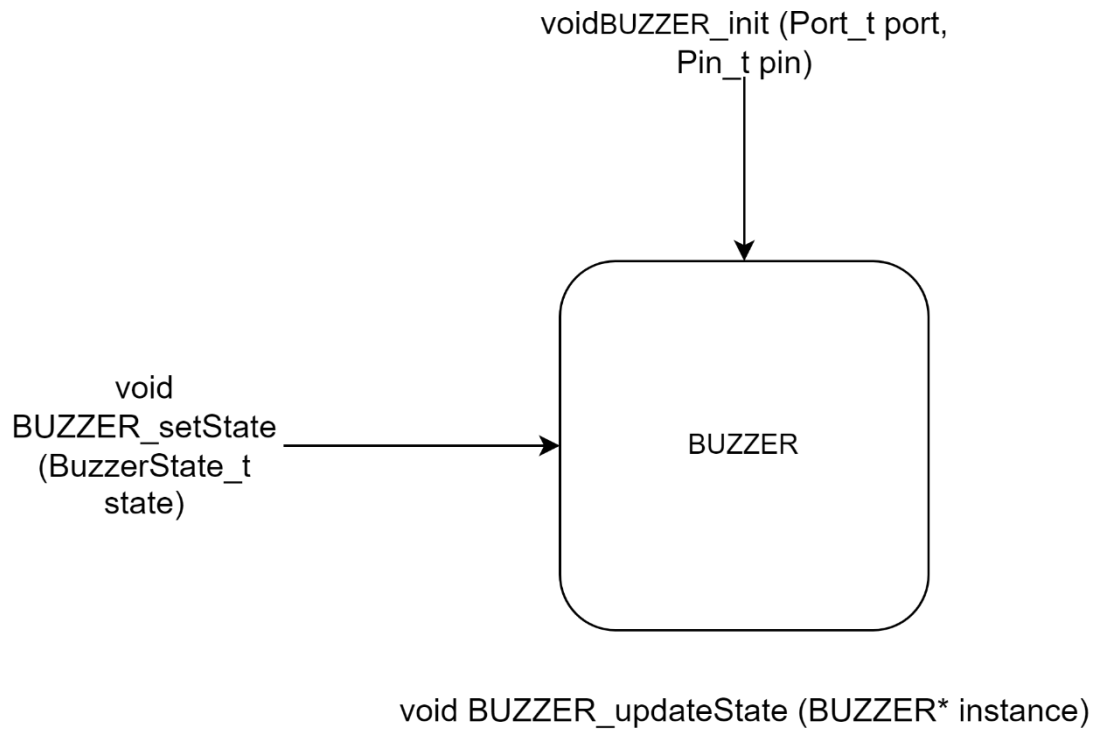 voidBUZZER_init (Port_t port,
Pin_t pin)
void
BUZZER_setState
(BuzzerState_t
state)
BUZZER
void BUZZER_updateState (BUZZER* instance)